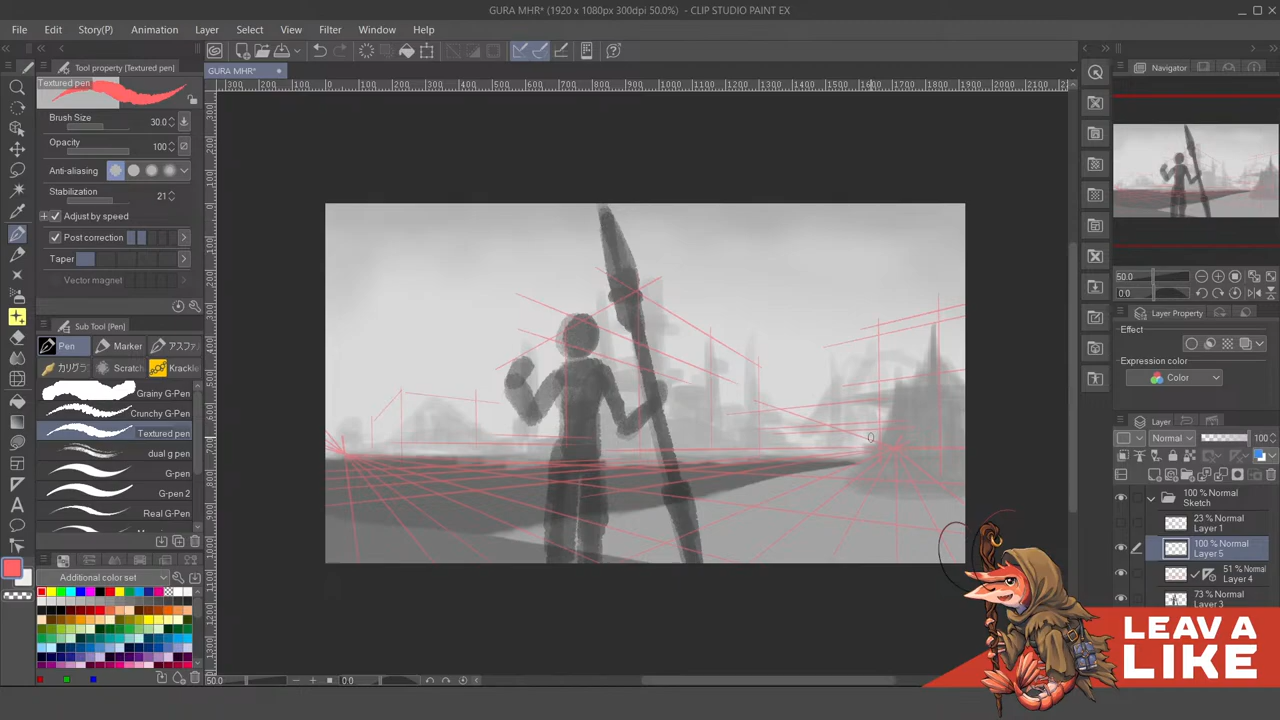 GURA MHR* (1920 x 1080px 300dpi 50.0%) - CLIP STUDIO PAINT EX
File Edit Story(P) Animation Layer Select View Filter Window Help
Tool property [Textured pen]
GURA MHR*
Navigator
Textured pen
Brush Size 30.0
Opacity 100
Anti-aliasing
Stabilization 21
Adjust by speed
Post correction
Taper
Vector magnet
Sub Tool [Pen]
Pen Marker アスファ
カリグラ Scratch Krackle
Grainy G-Pen
Crunchy G-Pen
Textured pen
dual g pen
G-pen
G-pen 2
Real G-Pen
Additional color set
50.0
0.0
Layer Property
Effect
Expression color
Color
Layer
Normal 100
100 % Normal
Sketch
23 % Normal
Layer 1
100 % Normal
Layer 5
51 % Normal
Layer 4
73 % Normal
Layer 3
50.0 0.0
LEAV A
LIKE